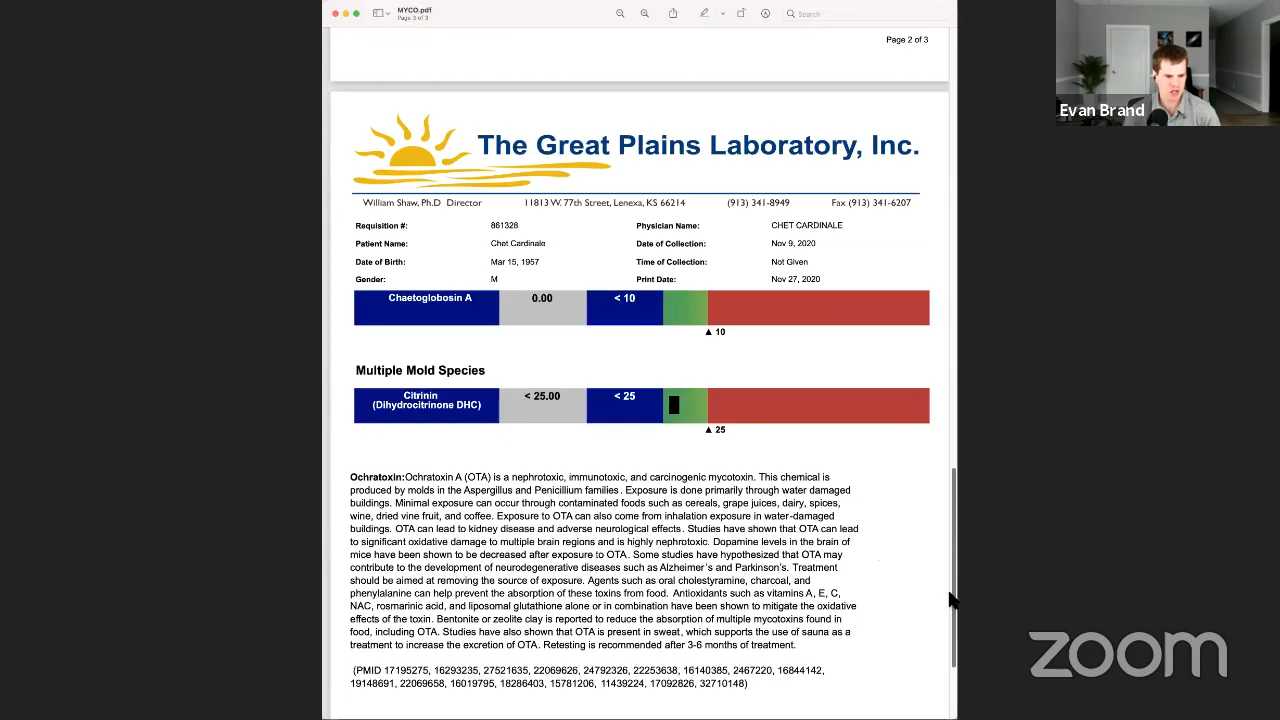 MYCO.pdf
Page 3 of 3
Search
Page 2 of 3
Evan Brand
The Great Plains Laboratory, Inc.
William Shaw, Ph.D Director 11813 W. 77th Street, Lenexa, KS 66214 (913) 341-8949 Fax (913) 341-6207
Requisition #: 861328 Physician Name: CHET CARDINALE
Patient Name: Chet Cardinale Date of Collection: Nov 9, 2020
Date of Birth: Mar 15, 1957 Time of Collection: Not Given
Gender: M Print Date: Nov 27, 2020
Chaetoglobosin A 0.00 < 10
▲ 10
Multiple Mold Species
Citrinin
(Dihydrocitrinone DHC) < 25.00 < 25
▲ 25
Ochratoxin:Ochratoxin A (OTA) is a nephrotoxic, immunotoxic, and carcinogenic mycotoxin. This chemical is
produced by molds in the Aspergillus and Penicillium families. Exposure is done primarily through water damaged
buildings. Minimal exposure can occur through contaminated foods such as cereals, grape juices, dairy, spices,
wine, dried vine fruit, and coffee. Exposure to OTA can also come from inhalation exposure in water-damaged
buildings. OTA can lead to kidney disease and adverse neurological effects. Studies have shown that OTA can lead
to significant oxidative damage to multiple brain regions and is highly nephrotoxic. Dopamine levels in the brain of
mice have been shown to be decreased after exposure to OTA. Some studies have hypothesized that OTA may
contribute to the development of neurodegenerative diseases such as Alzheimer's and Parkinson's. Treatment
should be aimed at removing the source of exposure. Agents such as oral cholestyramine, charcoal, and
phenylalanine can help prevent the absorption of these toxins from food. Antioxidants such as vitamins A, E, C,
NAC, rosmarinic acid, and liposomal glutathione alone or in combination have been shown to mitigate the oxidative
effects of the toxin. Bentonite or zeolite clay is reported to reduce the absorption of multiple mycotoxins found in
food, including OTA. Studies have also shown that OTA is present in sweat, which supports the use of sauna as a
treatment to increase the excretion of OTA. Retesting is recommended after 3-6 months of treatment.
(PMID 17195275, 16293235, 27521635, 22069626, 24792326, 22253638, 16140385, 2467220, 16844142,
19148691, 22069658, 16019795, 18286403, 15781206, 11439224, 17092826, 32710148)
zoom